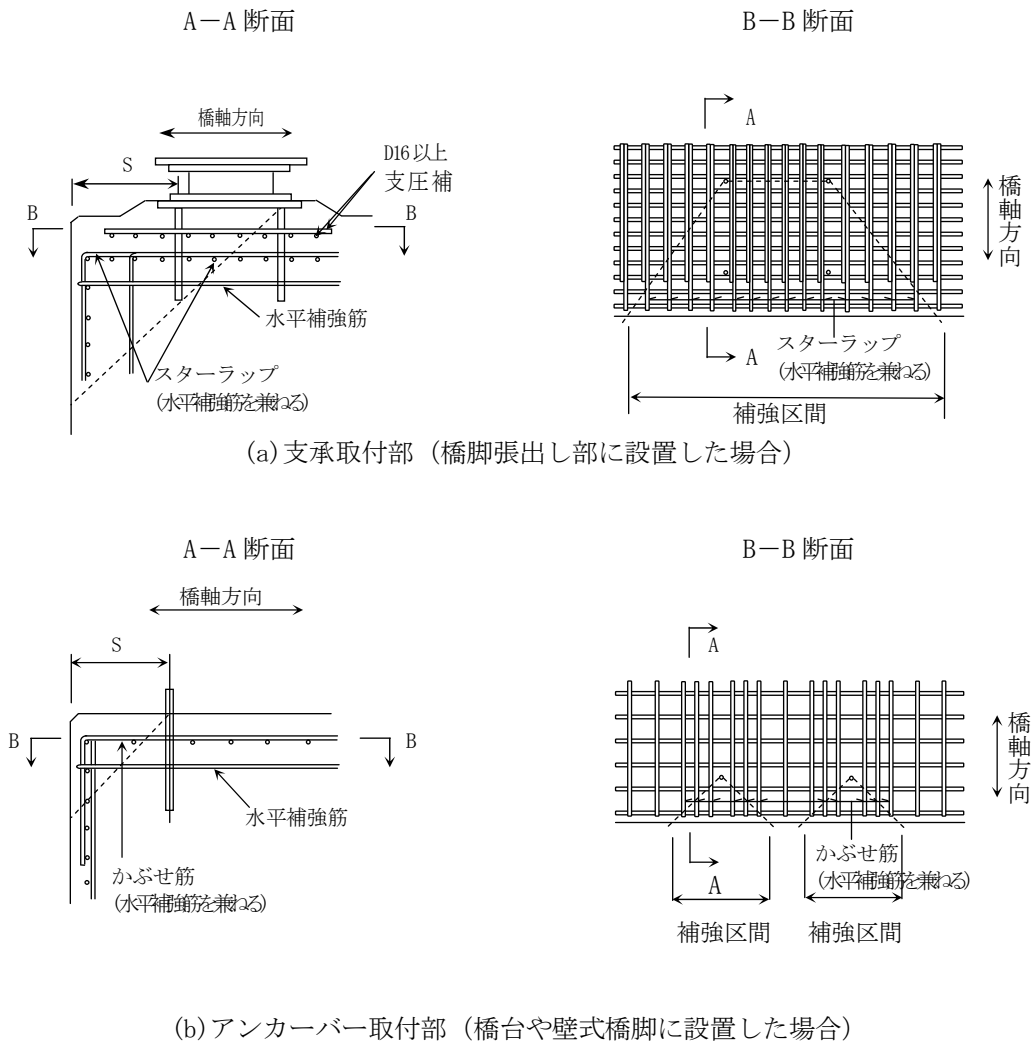 A－A 断面
B－B 断面
橋軸方向
S
D16以上
支圧補
B
B
水平補強筋
スターラップ
(水平補強筋を兼ねる)
A
橋軸方向
A
スターラップ
(水平補強筋を兼ねる)
補強区間
(a)支承取付部（橋脚張出し部に設置した場合）
A－A 断面
B－B 断面
橋軸方向
S
B
B
水平補強筋
かぶせ筋
(水平補強筋を兼ねる)
A
橋軸方向
A
かぶせ筋
(水平補強筋を兼ねる)
補強区間
補強区間
(b)アンカーバー取付部（橋台や壁式橋脚に設置した場合）